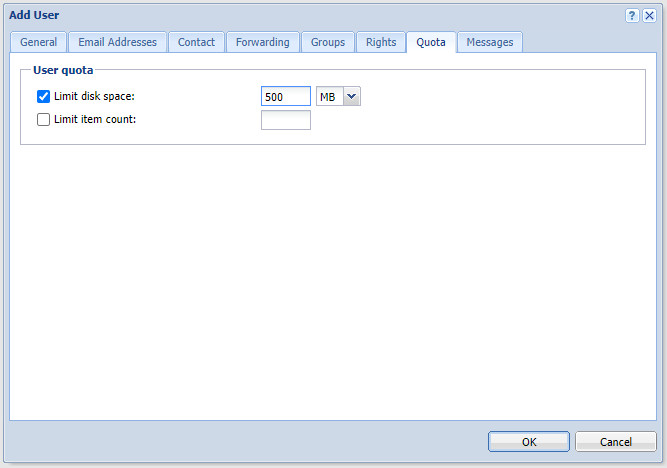 Add User
?
General Email Addresses Contact Forwarding Groups Rights Quota Messages
User quota
Limit disk space: 500 MB
Limit item count:
OK Cancel